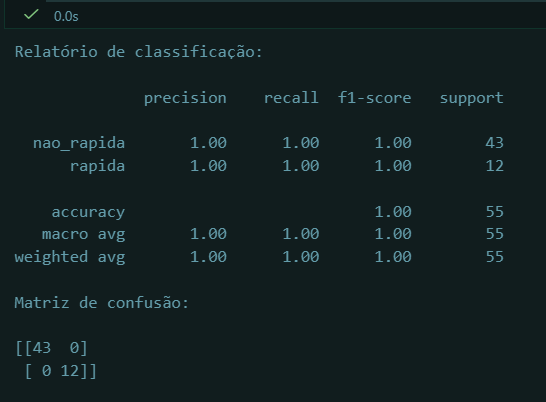 0.0s
Relatório de classificação:
precision recall f1-score support
nao_rapida 1.00 1.00 1.00 43
rapida 1.00 1.00 1.00 12
accuracy 1.00 55
macro avg 1.00 1.00 1.00 55
weighted avg 1.00 1.00 1.00 55
Matriz de confusão:
[[43  0]
 [ 0 12]]